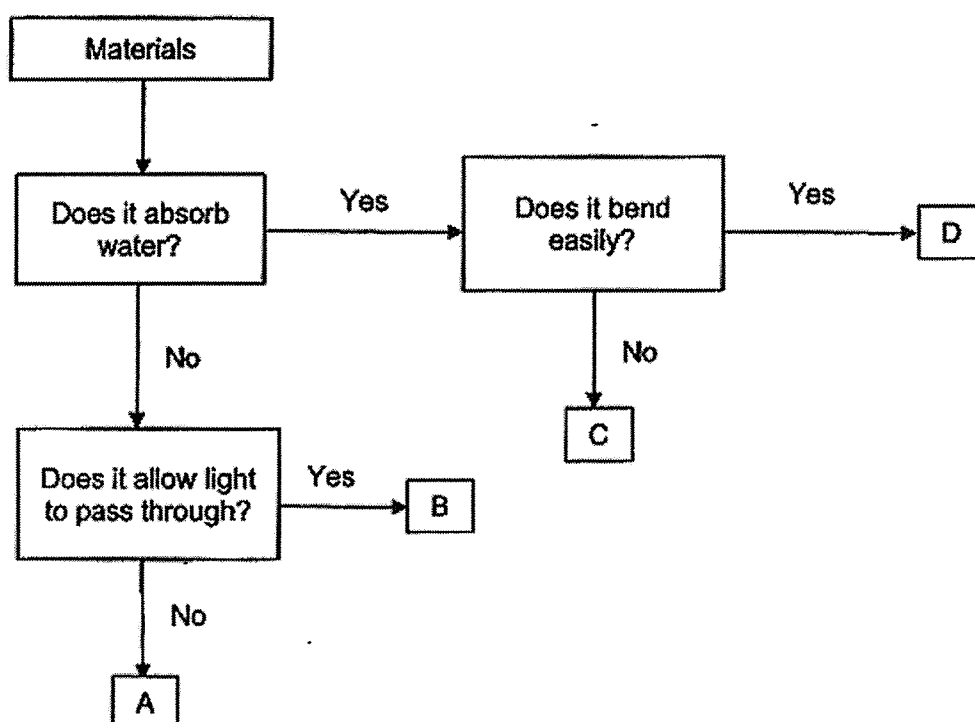 Materials
Does it absorb
water?
Yes
Does it bend
easily?
Yes
D
No
No
C
Does it allow light
to pass through?
Yes
B
No
A